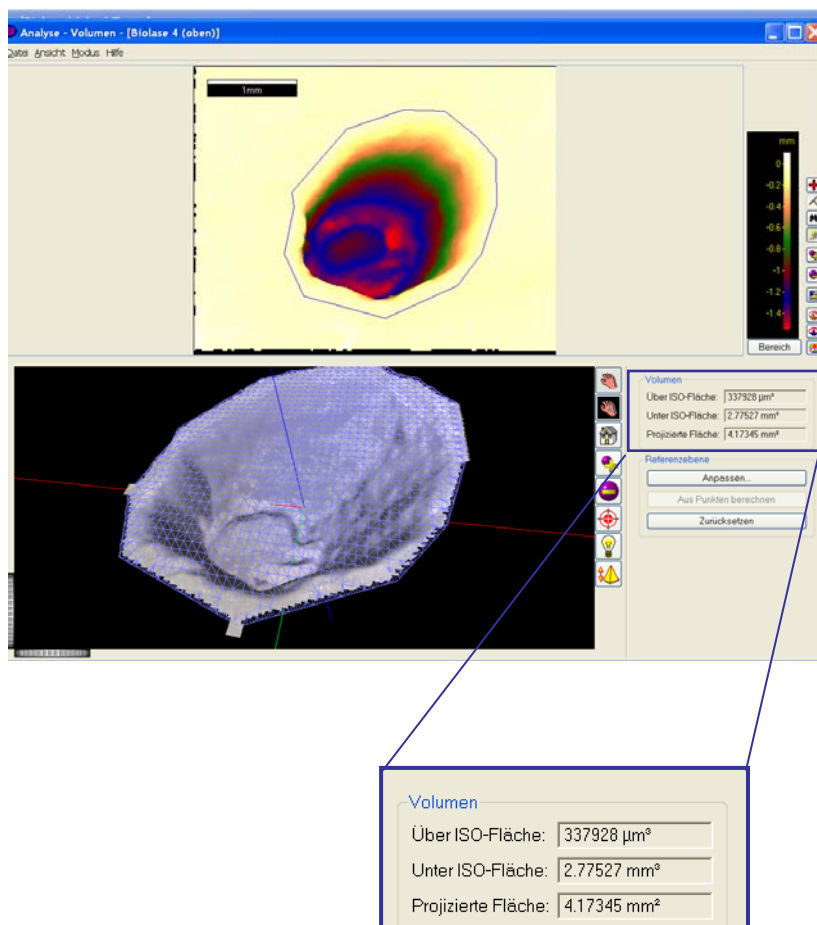 Analyse - Volumen - [Biolase 4 (oben)]
Datei Ansicht Modus Hilfe
1mm
mm
0
-0.2
-0.4
-0.6
-0.8
-1
-1.2
-1.4
Bereich
Volumen
Über ISO-Fläche: 337928 µm³
Unter ISO-Fläche: 2.77527 mm³
Projizierte Fläche: 4.17345 mm²
Referenzebene
Anpassen...
Aus Punkten berechnen
Zurücksetzen
Volumen
Über ISO-Fläche: 337928 µm³
Unter ISO-Fläche: 2.77527 mm³
Projizierte Fläche: 4.17345 mm²